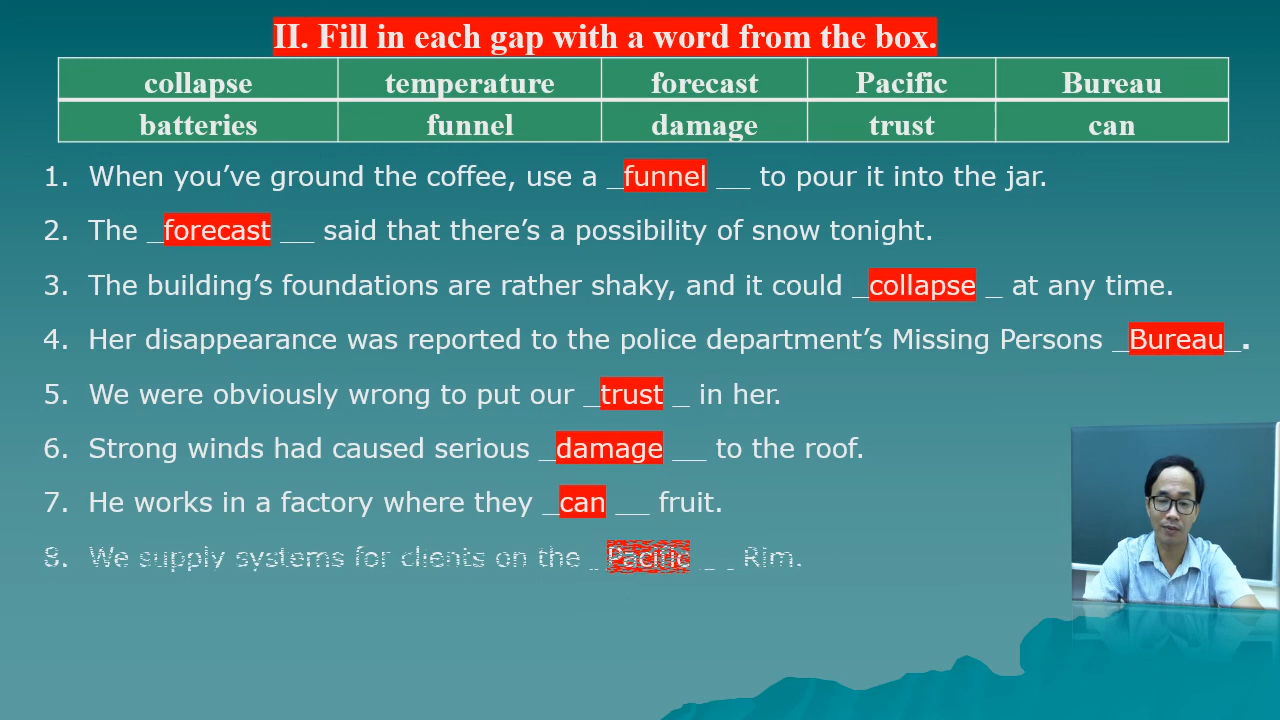 II. Fill in each gap with a word from the box.
collapse temperature forecast Pacific Bureau
batteries funnel damage trust can
1. When you’ve ground the coffee, use a _funnel __ to pour it into the jar.
2. The _forecast __ said that there’s a possibility of snow tonight.
3. The building’s foundations are rather shaky, and it could _collapse _ at any time.
4. Her disappearance was reported to the police department’s Missing Persons _Bureau_.
5. We were obviously wrong to put our _trust _ in her.
6. Strong winds had caused serious _damage __ to the roof.
7. He works in a factory where they _can __ fruit.
8. We supply systems for clients on the _Pacific __ Rim.